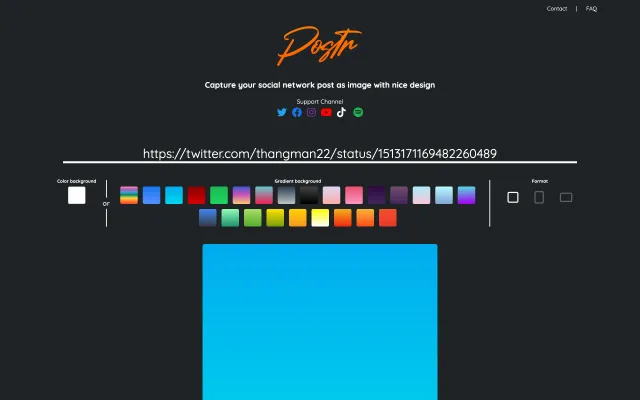 Contact | FAQ
Postr
Capture your social network post as image with nice design
Support Channel
https://twitter.com/thangman22/status/1513171169482260489
Color background
or
Gradient background
Format